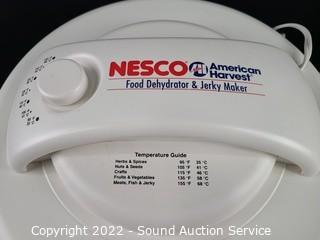 NESCO American
Harvest
Food Dehydrator & Jerky Maker
Temperature Guide
Herbs & Spices 95 °F 35 °C
Nuts & Seeds 105 °F 41 °C
Crafts 115 °F 46 °C
Fruits & Vegetables 135 °F 58 °C
Meats, Fish & Jerky 155 °F 68 °C
Copyright 2022 - Sound Auction Service